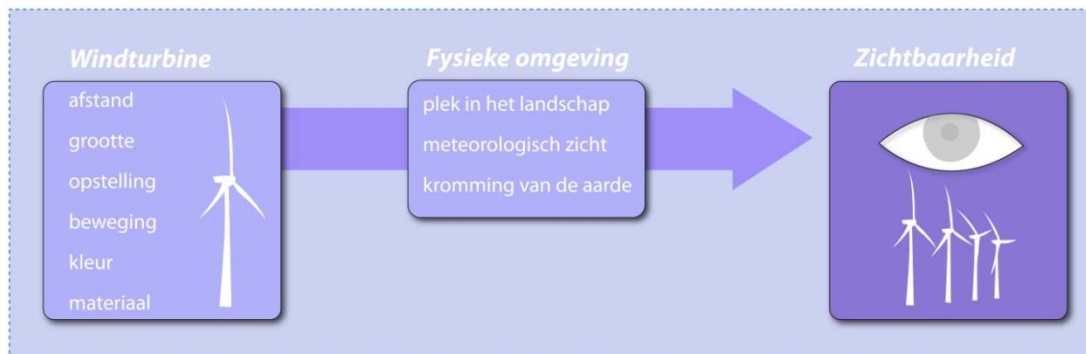 Windturbine
afstand
grootte
opstelling
beweging
kleur
materiaal
Fysieke omgeving
plek in het landschap
meteorologisch zicht
kromming van de aarde
Zichtbaarheid